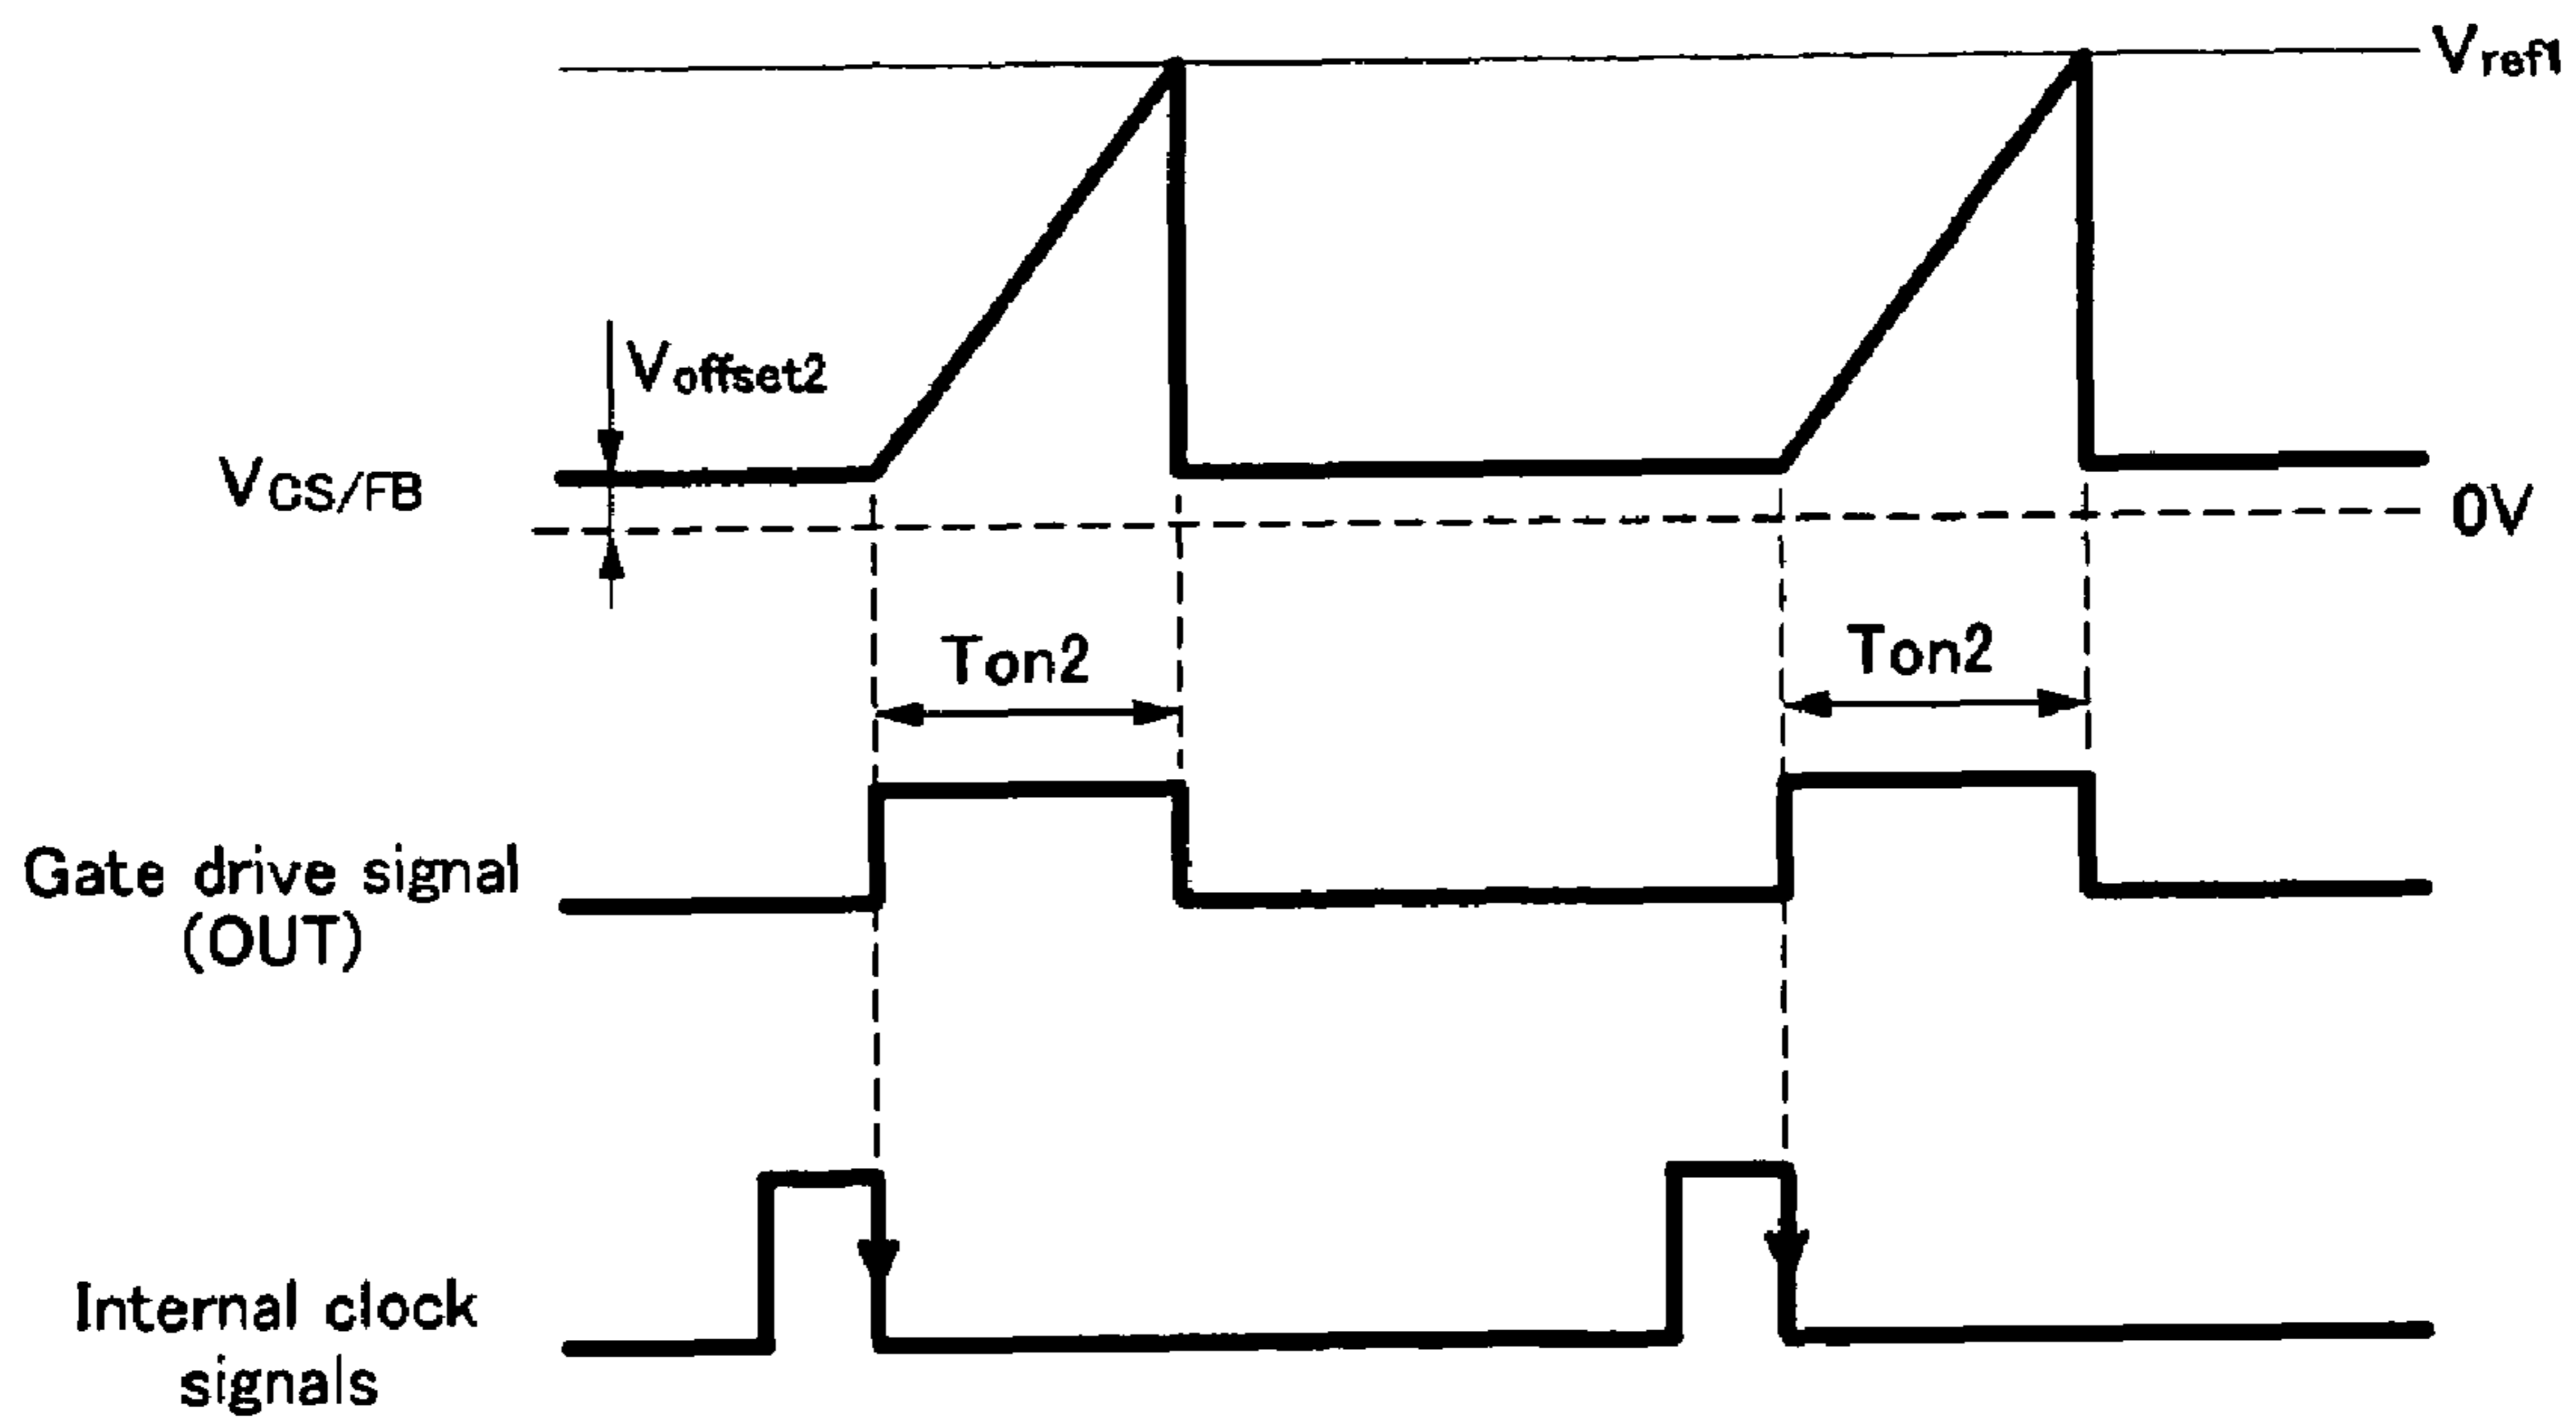 Vref1
Voffset2
VCS/FB
0V
Ton2
Ton2
Gate drive signal
(OUT)
Internal clock
signals